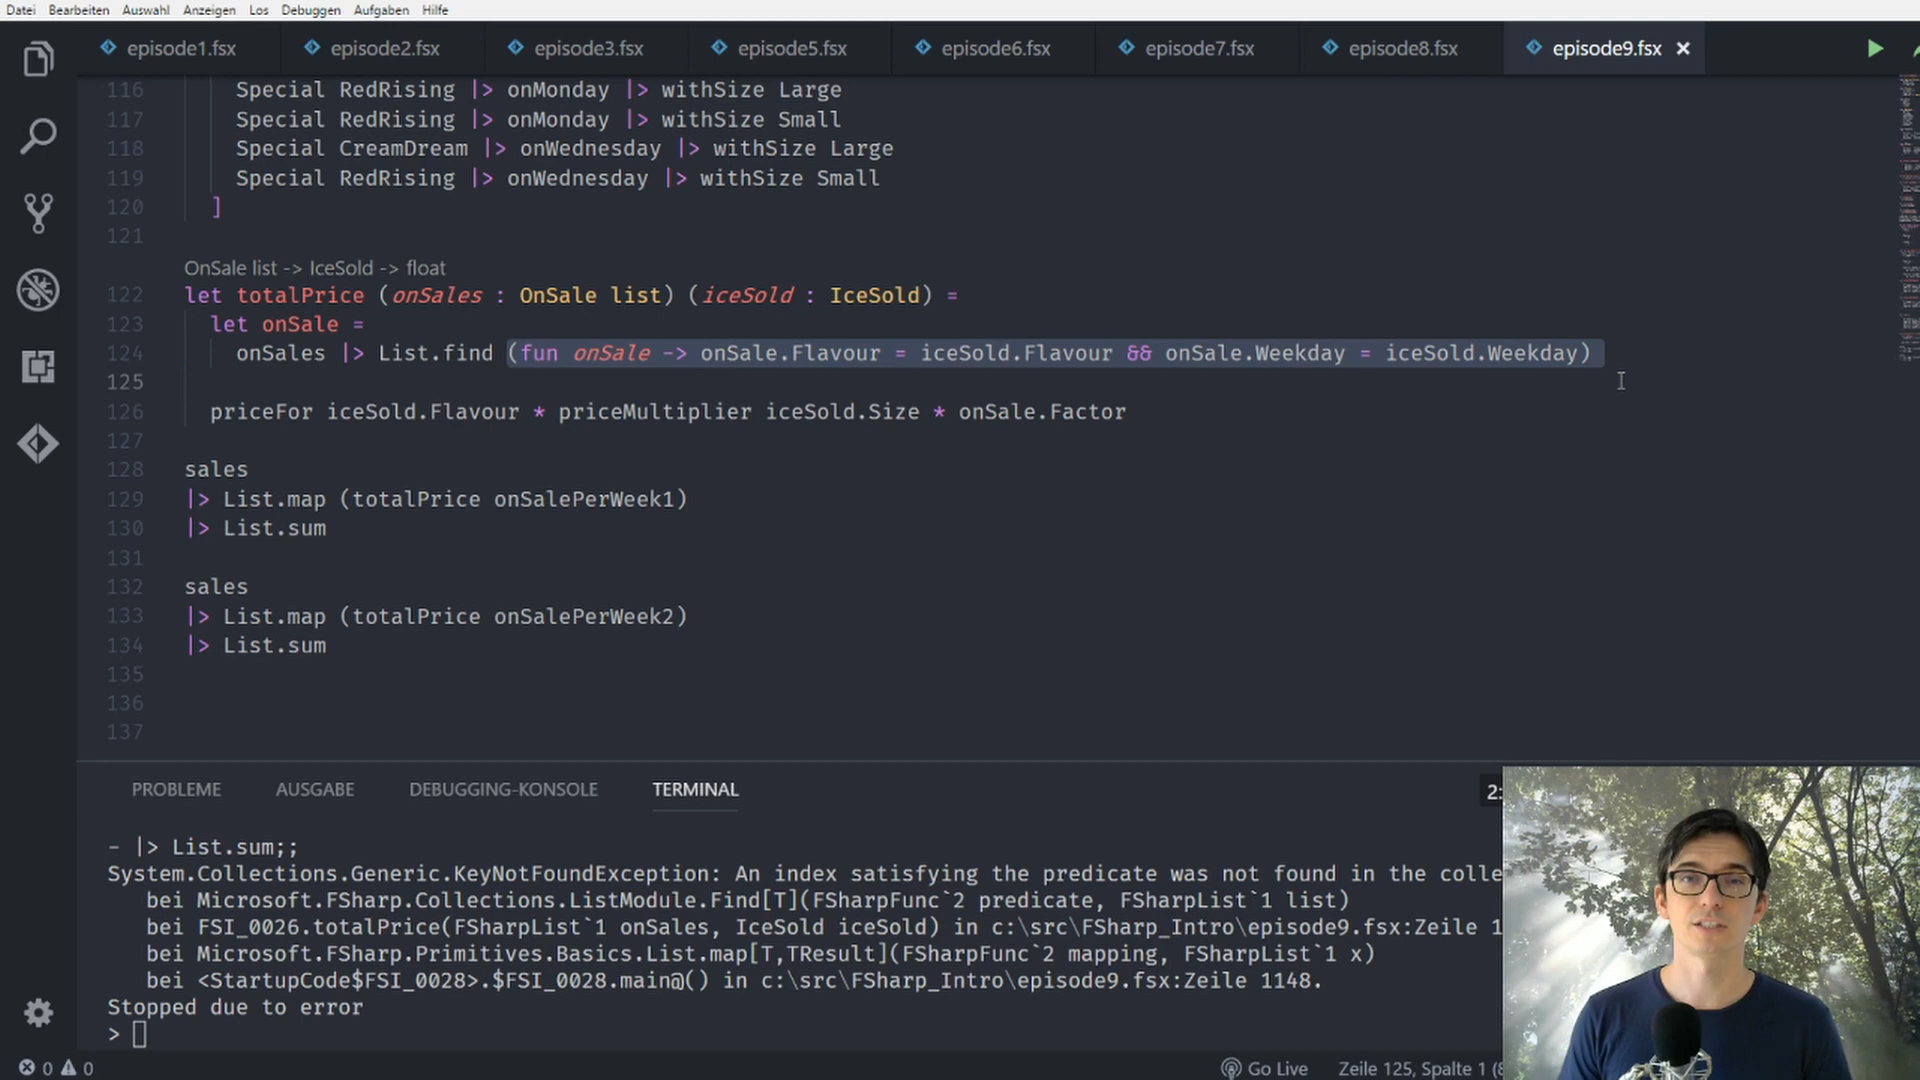 Datei Bearbeiten Auswahl Anzeigen Los Debuggen Aufgaben Hilfe
episode1.fsx episode2.fsx episode3.fsx episode5.fsx episode6.fsx episode7.fsx episode8.fsx episode9.fsx
116 Special RedRising |> onMonday |> withSize Large
117 Special RedRising |> onMonday |> withSize Small
118 Special CreamDream |> onWednesday |> withSize Large
119 Special RedRising |> onWednesday |> withSize Small
120 ]
121
OnSale list -> IceSold -> float
122 let totalPrice (onSales : OnSale list) (iceSold : IceSold) =
123 let onSale =
124 onSales |> List.find (fun onSale -> onSale.Flavour = iceSold.Flavour && onSale.Weekday = iceSold.Weekday)
125
126 priceFor iceSold.Flavour * priceMultiplier iceSold.Size * onSale.Factor
127
128 sales
129 |> List.map (totalPrice onSalePerWeek1)
130 |> List.sum
131
132 sales
133 |> List.map (totalPrice onSalePerWeek2)
134 |> List.sum
135
136
137
PROBLEME AUSGABE DEBUGGING-KONSOLE TERMINAL 2:
- |> List.sum;;
System.Collections.Generic.KeyNotFoundException: An index satisfying the predicate was not found in the colle
bei Microsoft.FSharp.Collections.ListModule.Find[T](FSharpFunc`2 predicate, FSharpList`1 list)
bei FSI_0026.totalPrice(FSharpList`1 onSales, IceSold iceSold) in c:\src\FSharp_Intro\episode9.fsx:Zeile 1
bei Microsoft.FSharp.Primitives.Basics.List.map[T,TResult](FSharpFunc`2 mapping, FSharpList`1 x)
bei <StartupCode$FSI_0028>.$FSI_0028.main@() in c:\src\FSharp_Intro\episode9.fsx:Zeile 1148.
Stopped due to error
>
0 0 Go Live Zeile 125, Spalte 1 (8